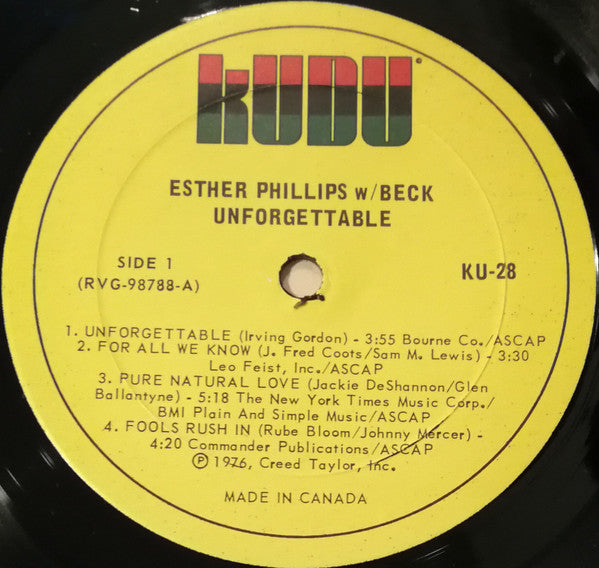 KUDU
ESTHER PHILLIPS w/BECK
UNFORGETTABLE
SIDE 1
(RVG-98788-A)
KU-28
1. UNFORGETTABLE (Irving Gordon) - 3:55 Bourne Co./ASCAP
2. FOR ALL WE KNOW (J. Fred Coots/Sam M. Lewis) - 3:30
Leo Feist, Inc./ASCAP
3. PURE NATURAL LOVE (Jackie DeShannon/Glen
Ballantyne) - 5:18 The New York Times Music Corp./
BMI Plain And Simple Music/ASCAP
4. FOOLS RUSH IN (Rube Bloom/Johnny Mercer) -
4:20 Commander Publications/ASCAP
℗ 1976, Creed Taylor, Inc.
MADE IN CANADA